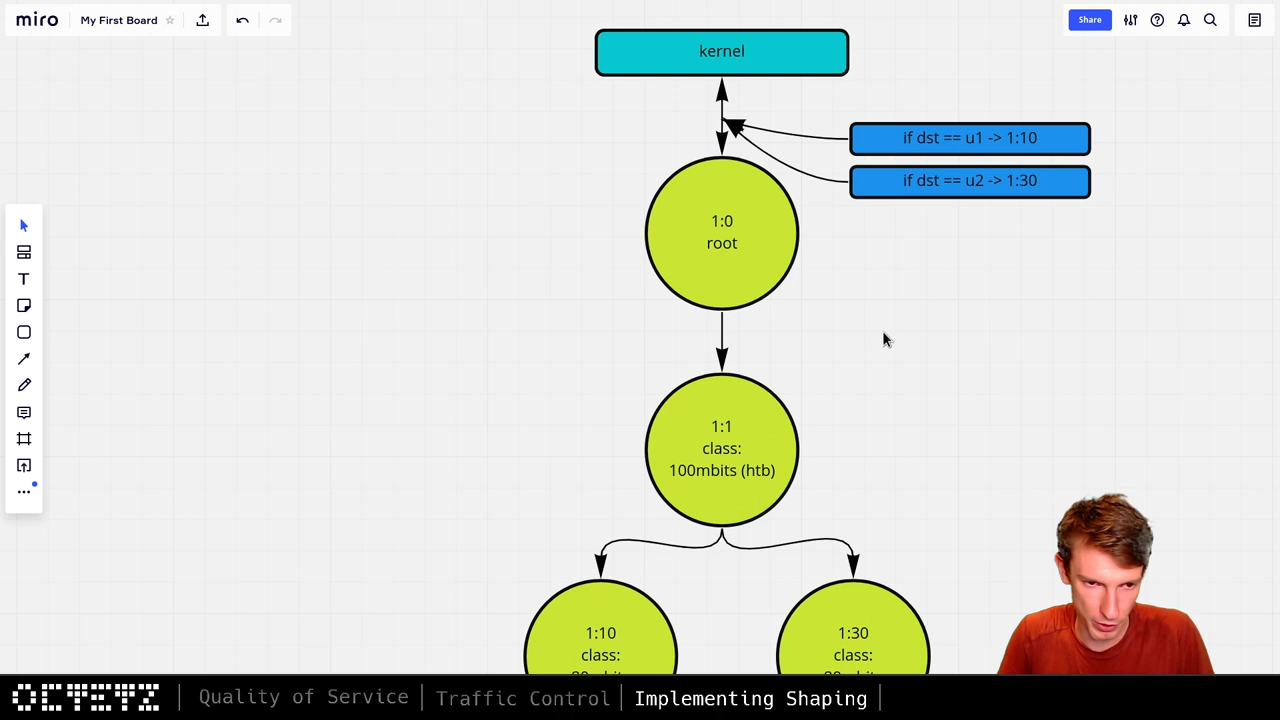 miro
My First Board
Share
kernel
if dst == u1 -> 1:10
if dst == u2 -> 1:30
1:0
root
1:1
class:
100mbits (htb)
1:10
class:
1:30
class:
OCTETZ
Quality of Service
Traffic Control
Implementing Shaping